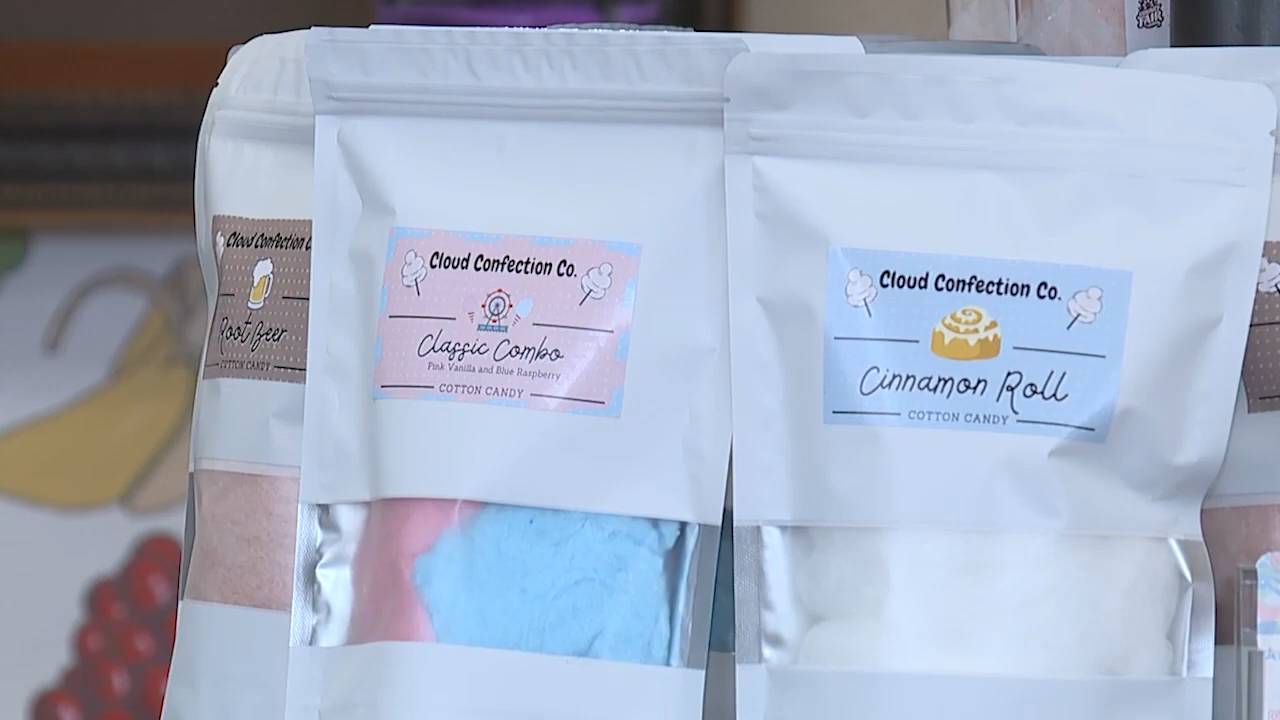 FAIR
Cloud Confection
Root Beer
COTTON CANDY
Cloud Confection Co.
Classic Combo
Pink Vanilla and Blue Raspberry
COTTON CANDY
Cloud Confection Co.
Cinnamon Roll
COTTON CANDY